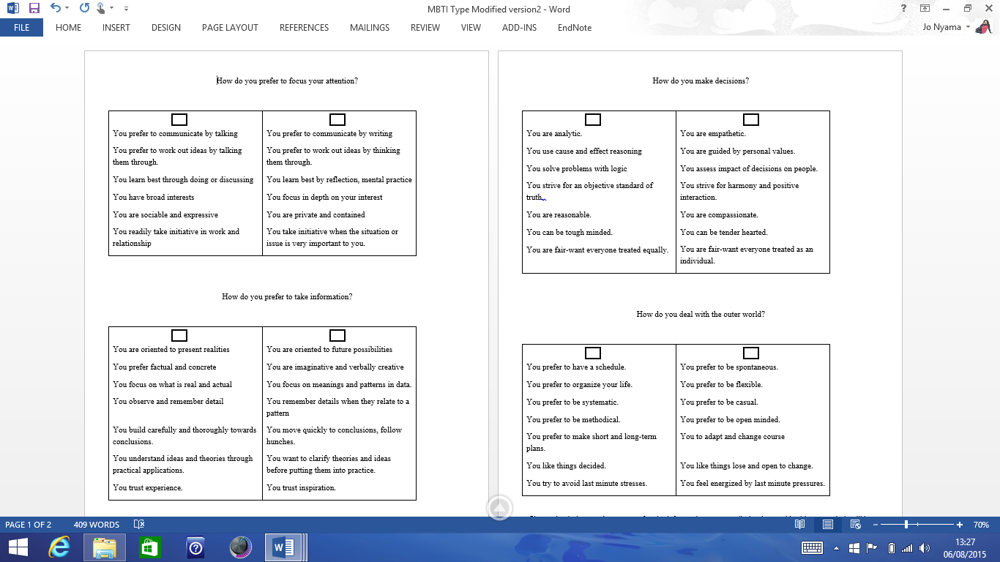 MBTI Type Modified version2 - Word
FILE HOME INSERT DESIGN PAGE LAYOUT REFERENCES MAILINGS REVIEW VIEW ADD-INS EndNote
Jo Nyama
How do you prefer to focus your attention?
You prefer to communicate by talking
You prefer to work out ideas by talking
them through.
You learn best through doing or discussing
You have broad interests
You are sociable and expressive
You readily take initiative in work and
relationship
You prefer to communicate by writing
You prefer to work out ideas by thinking
them through.
You learn best by reflection, mental practice
You focus in depth on your interest
You are private and contained
You take initiative when the situation or
issue is very important to you.
How do you prefer to take information?
You are oriented to present realities
You prefer factual and concrete
You focus on what is real and actual
You observe and remember detail
You build carefully and thoroughly towards
conclusions.
You understand ideas and theories through
practical applications.
You trust experience.
You are oriented to future possibilities
You are imaginative and verbally creative
You focus on meanings and patterns in data.
You remember details when they relate to a
pattern
You move quickly to conclusions, follow
hunches.
You want to clarify theories and ideas
before putting them into practice.
You trust inspiration.
How do you make decisions?
You are analytic.
You use cause and effect reasoning
You solve problems with logic
You strive for an objective standard of
truth,
You are reasonable.
You can be tough minded.
You are fair-want everyone treated equally.
You are empathetic.
You are guided by personal values.
You assess impact of decisions on people.
You strive for harmony and positive
interaction.
You are compassionate.
You can be tender hearted.
You are fair-want everyone treated as an
individual.
How do you deal with the outer world?
You prefer to have a schedule.
You prefer to organize your life.
You prefer to be systematic.
You prefer to be methodical.
You prefer to make short and long-term
plans.
You like things decided.
You try to avoid last minute stresses.
You prefer to be spontaneous.
You prefer to be flexible.
You prefer to be casual.
You prefer to be open minded.
You to adapt and change course
You like things lose and open to change.
You feel energized by last minute pressures.
PAGE 1 OF 2 409 WORDS
70%
13:27
06/08/2015